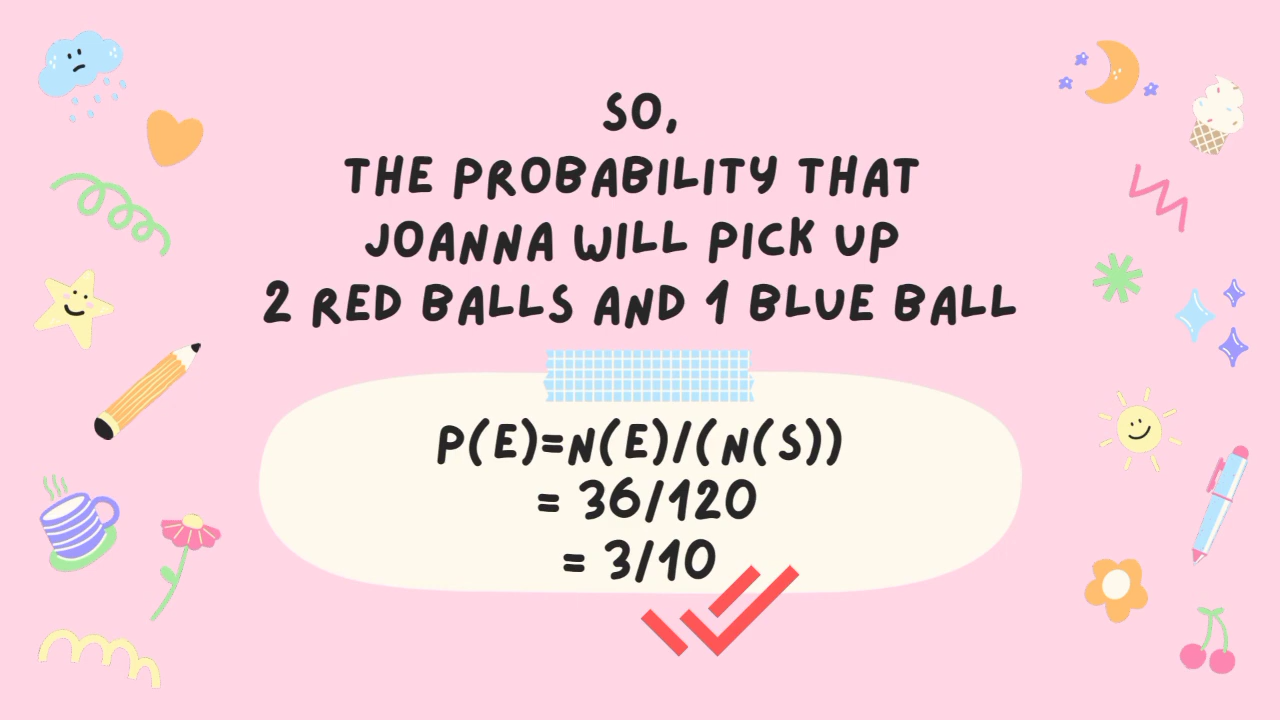 SO,
THE PROBABILITY THAT
JOANNA WILL PICK UP
2 RED BALLS AND 1 BLUE BALL
P(E)=N(E)/(N(S))
= 36/120
= 3/10